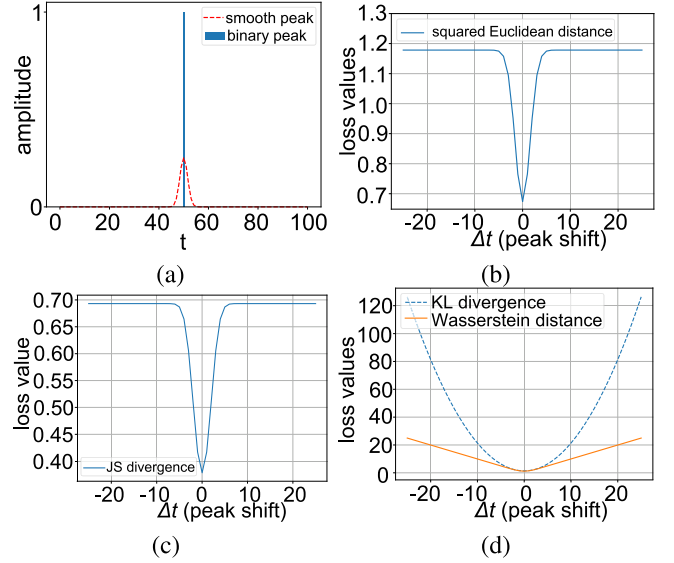 1
0
amplitude
smooth peak
binary peak
0 20 40 60 80 100
t
(a)
1.3
1.2
1.1
1.0
0.9
0.8
0.7
loss values
squared Euclidean distance
-20 -10 0 10 20
Δt (peak shift)
(b)
0.70
0.65
0.60
0.55
0.50
0.45
0.40
loss value
JS divergence
-20 -10 0 10 20
Δt (peak shift)
(c)
120
100
80
60
40
20
0
loss values
KL divergence
Wasserstein distance
-20 -10 0 10 20
Δt (peak shift)
(d)